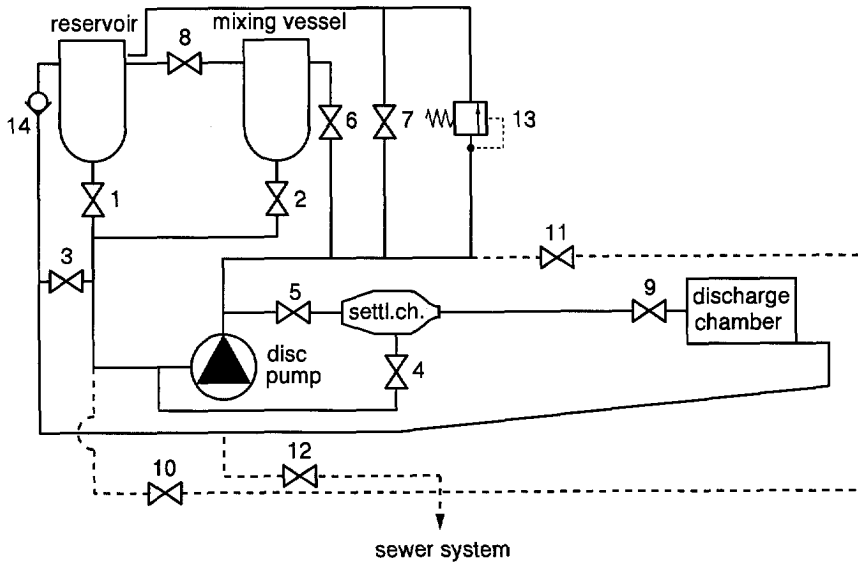 reservoir
mixing vessel
8
14
6
7
13
1
2
3
11
5
settl.ch.
9
discharge
chamber
disc
pump
4
12
10
sewer system